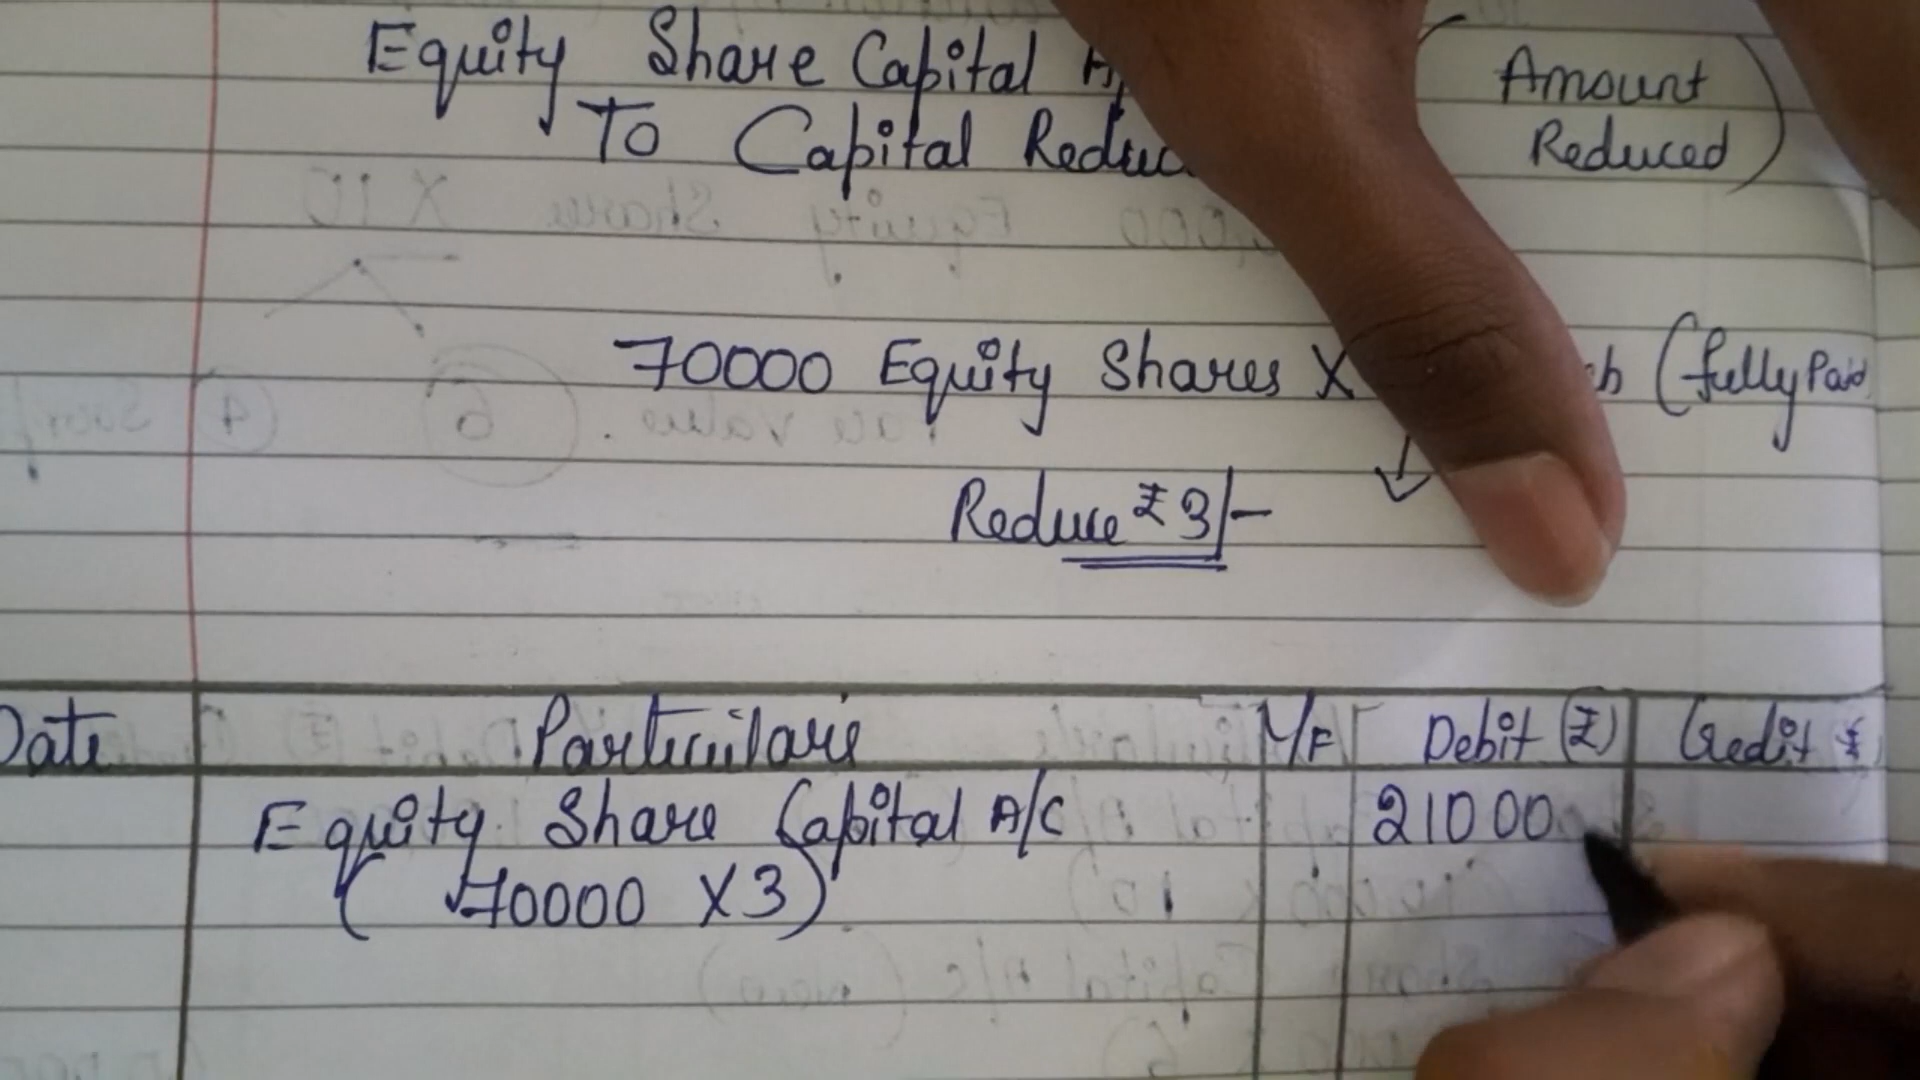 Equity Share Capital
(Amount Reduced)
To Capital
70000 Equity Shares X (fully Paid
Reduce ₹ 3/-
Date Particulars L/F Debit (₹) Credit ₹
Equity Share Capital A/C 21000
(70000 X3)